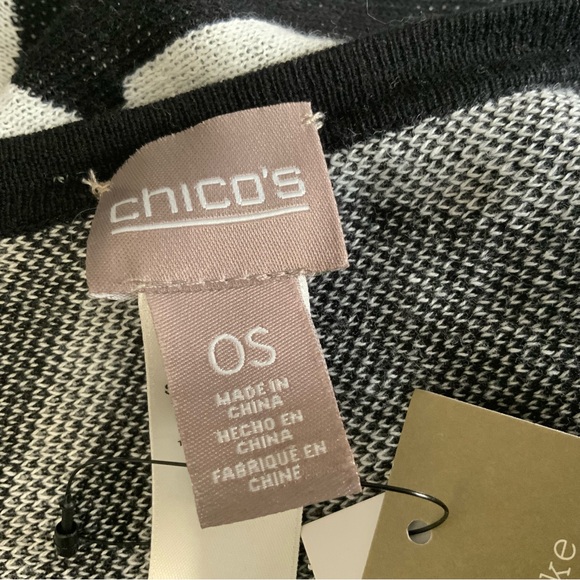 chico's
OS
MADE IN
CHINA
HECHO EN
CHINA
FABRIQUÉ EN
CHINE